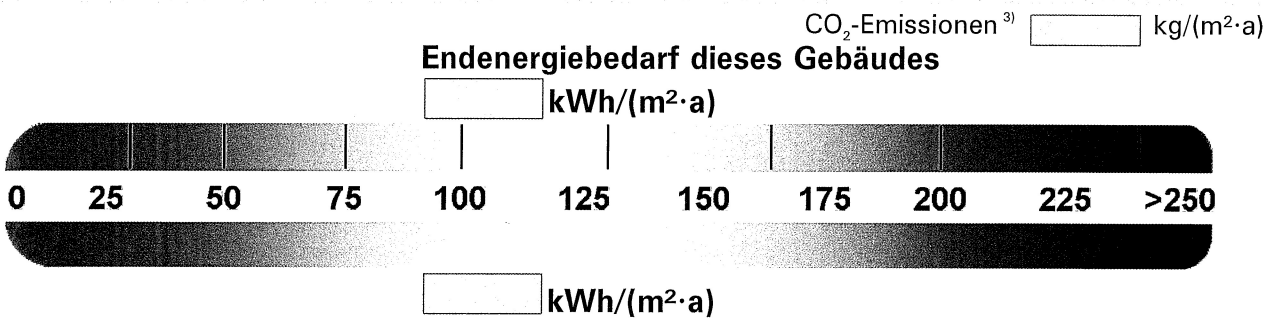 CO₂-Emissionen ³⁾ kg/(m²·a)
Endenergiebedarf dieses Gebäudes
kWh/(m²·a)
0 25 50 75 100 125 150 175 200 225 >250
kWh/(m²·a)